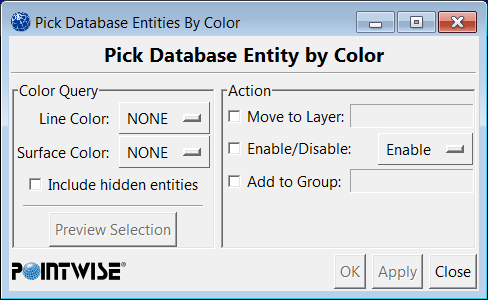 Pick Database Entities By Color
Pick Database Entity by Color
Color Query
Line Color: NONE
Surface Color: NONE
Include hidden entities
Preview Selection
Action
Move to Layer:
Enable/Disable: Enable
Add to Group:
POINTWISE®
OK Apply Close